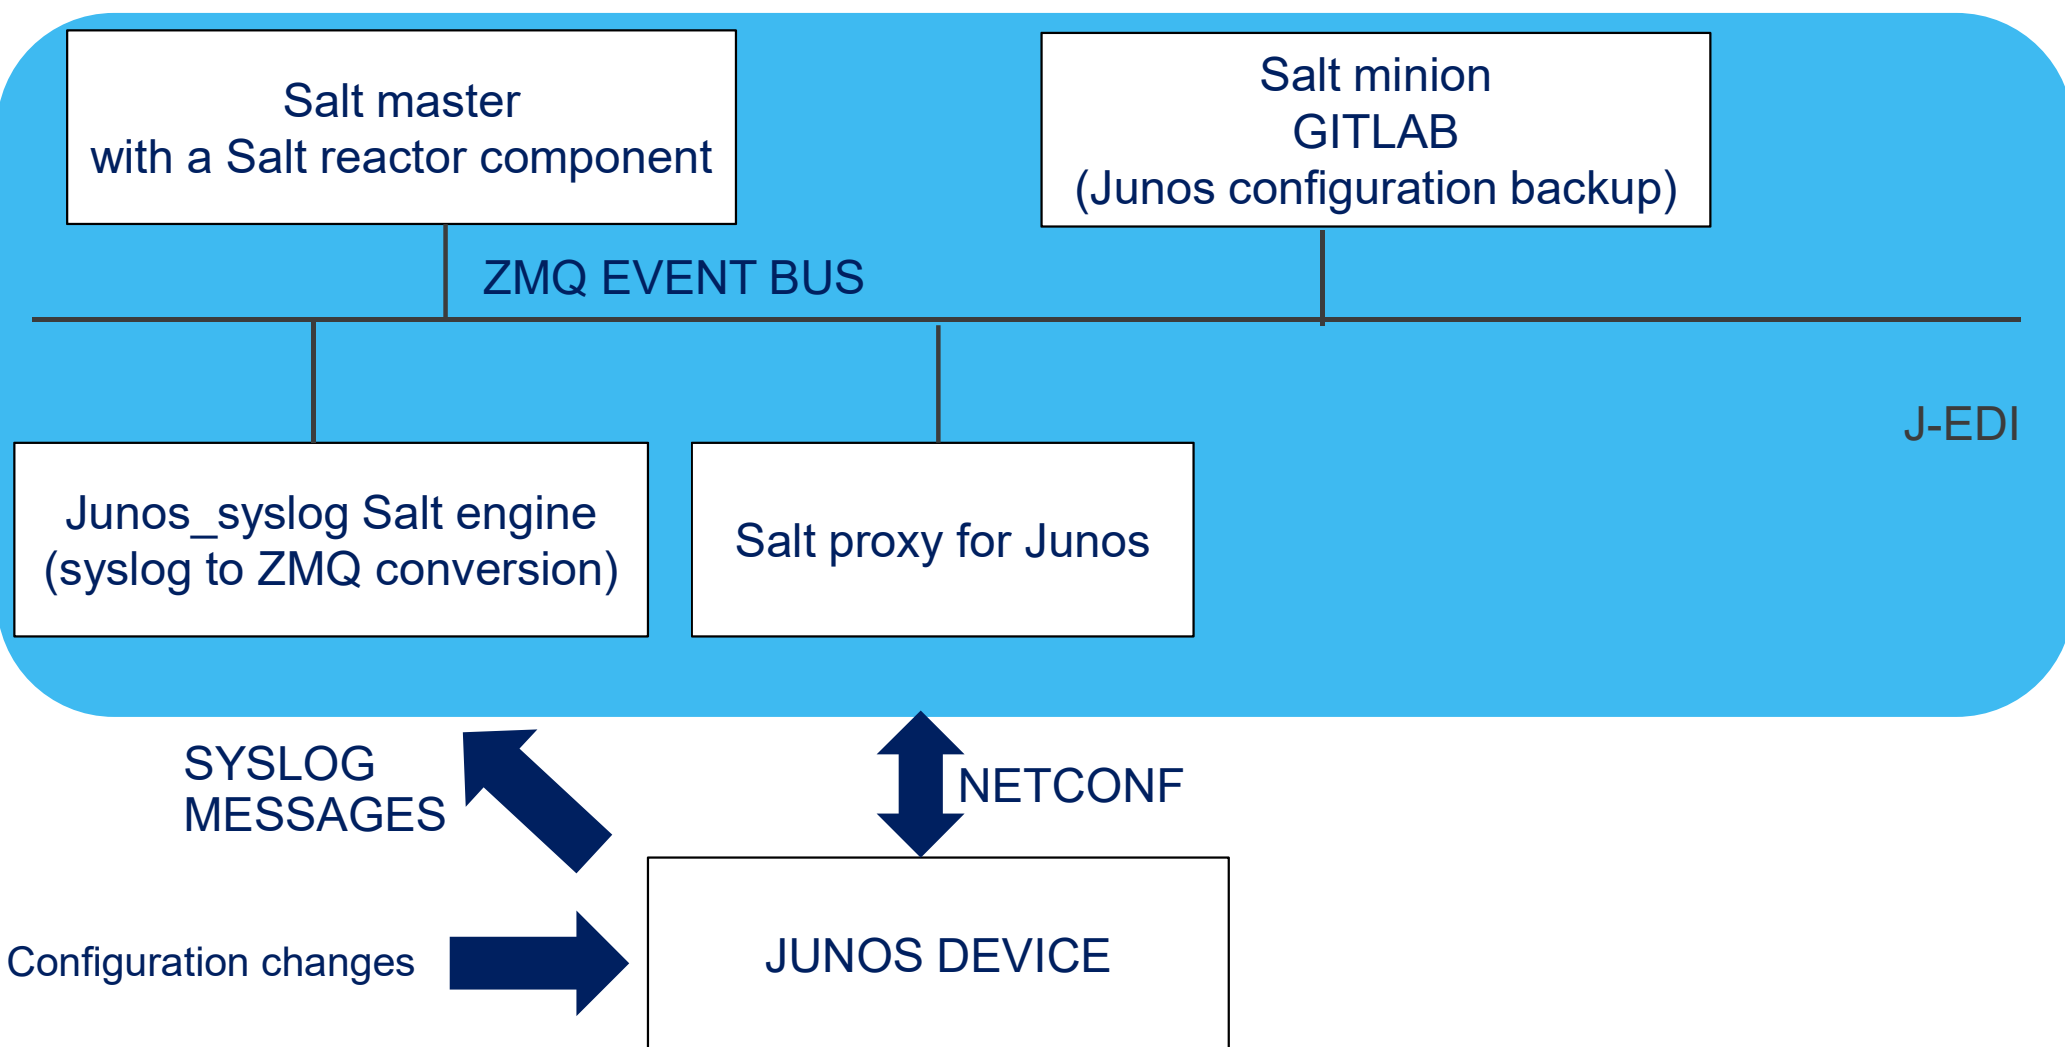 Salt master
with a Salt reactor component
Salt minion
GITLAB
(Junos configuration backup)
ZMQ EVENT BUS
J-EDI
Junos_syslog Salt engine
(syslog to ZMQ conversion)
Salt proxy for Junos
SYSLOG
MESSAGES
NETCONF
Configuration changes
JUNOS DEVICE